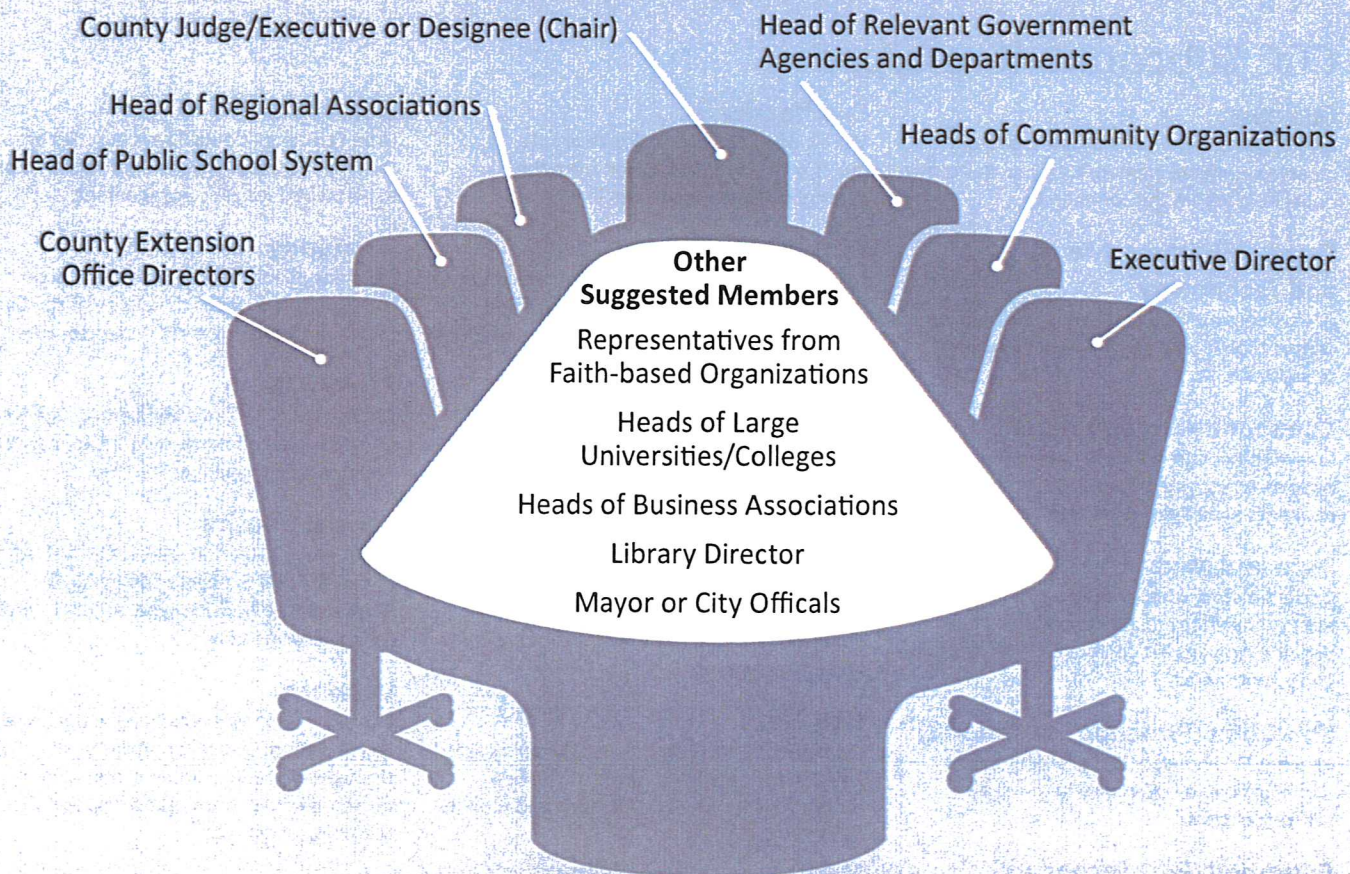 County Judge/Executive or Designee (Chair)
Head of Relevant Government
Agencies and Departments
Head of Regional Associations
Heads of Community Organizations
Head of Public School System
County Extension
Office Directors
Executive Director
Other
Suggested Members
Representatives from
Faith-based Organizations
Heads of Large
Universities/Colleges
Heads of Business Associations
Library Director
Mayor or City Officals